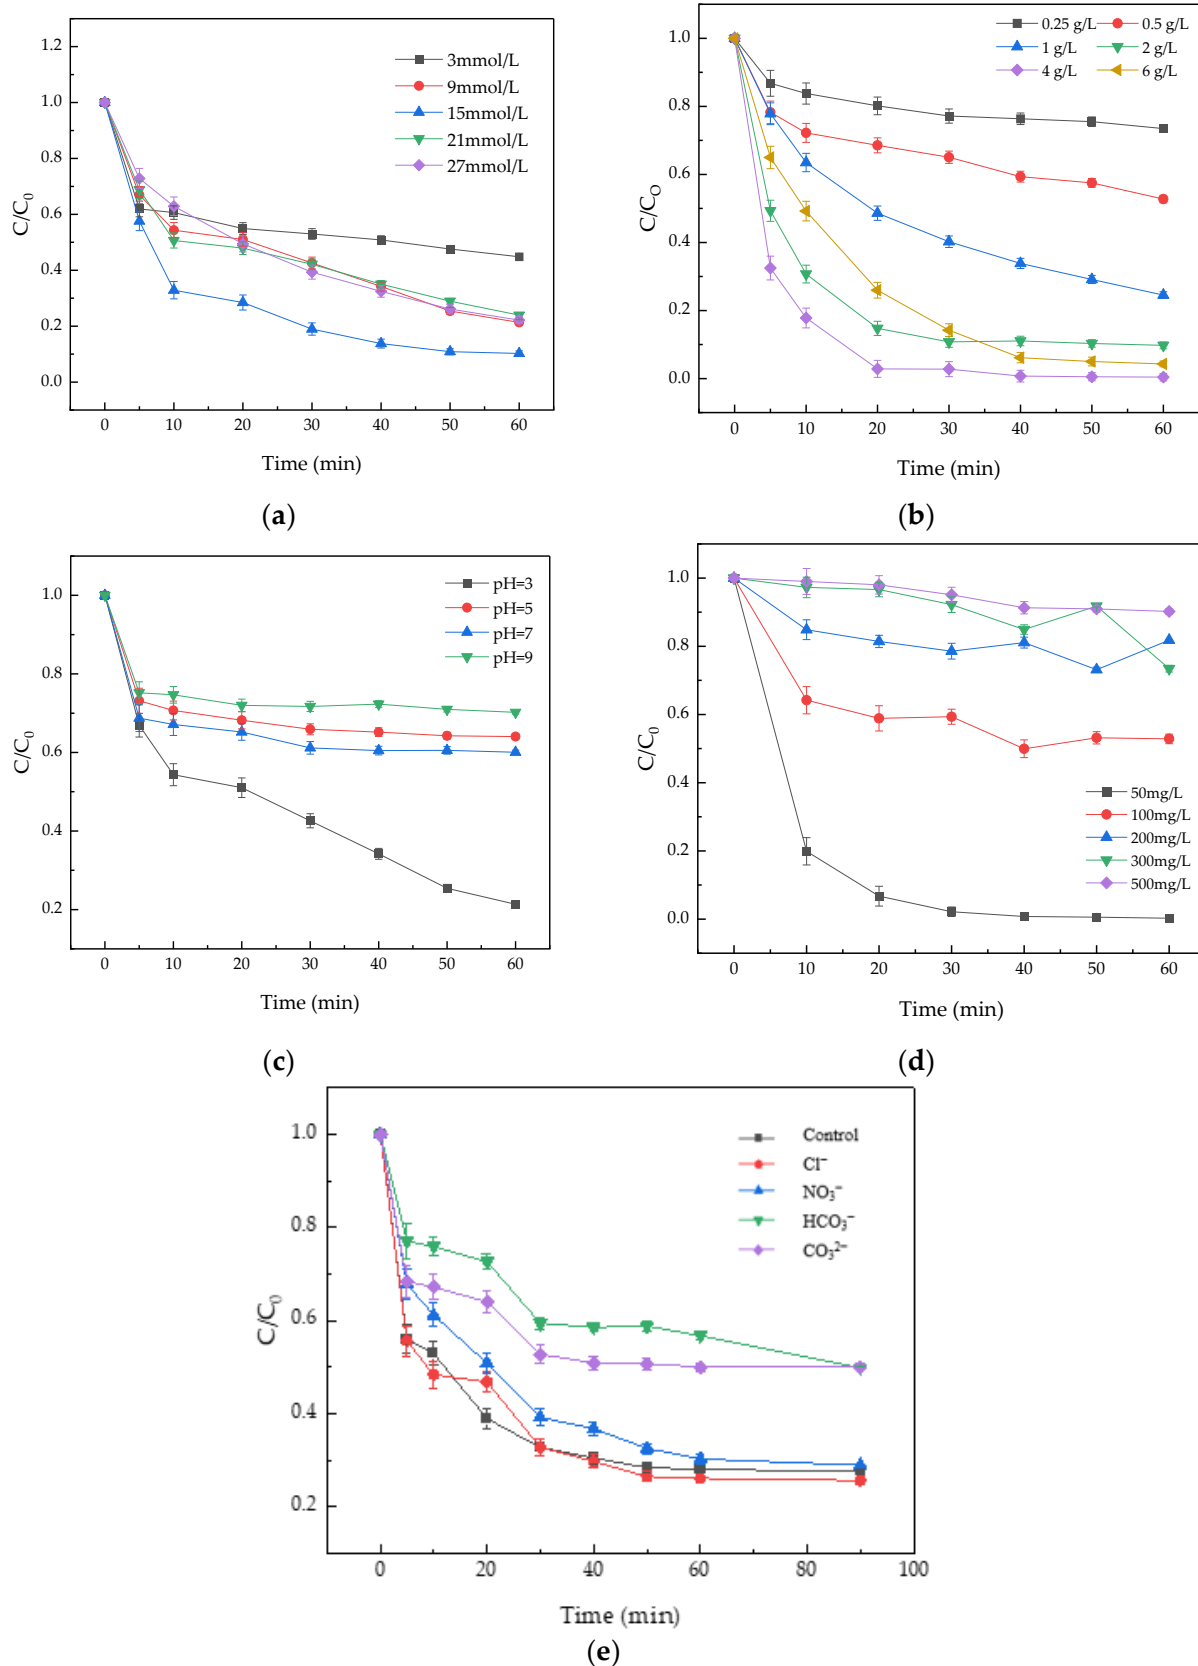 1.2
1.0
0.8
0.6
0.4
0.2
0.0
C/C₀
3mmol/L
9mmol/L
15mmol/L
21mmol/L
27mmol/L
0 10 20 30 40 50 60
Time (min)
(a)
1.0
0.8
0.6
0.4
0.2
0.0
C/C_O
0.25 g/L 0.5 g/L
1 g/L 2 g/L
4 g/L 6 g/L
0 10 20 30 40 50 60
Time (min)
(b)
1.0
0.8
0.6
0.4
0.2
C/C₀
pH=3
pH=5
pH=7
pH=9
0 10 20 30 40 50 60
Time (min)
(c)
1.0
0.8
0.6
0.4
0.2
0.0
C/C₀
50mg/L
100mg/L
200mg/L
300mg/L
500mg/L
0 10 20 30 40 50 60
Time (min)
(d)
1.0
0.8
0.6
0.4
0.2
C/C₀
Control
Cl⁻
NO₃⁻
HCO₃⁻
CO₃²⁻
0 20 40 60 80 100
Time (min)
(e)